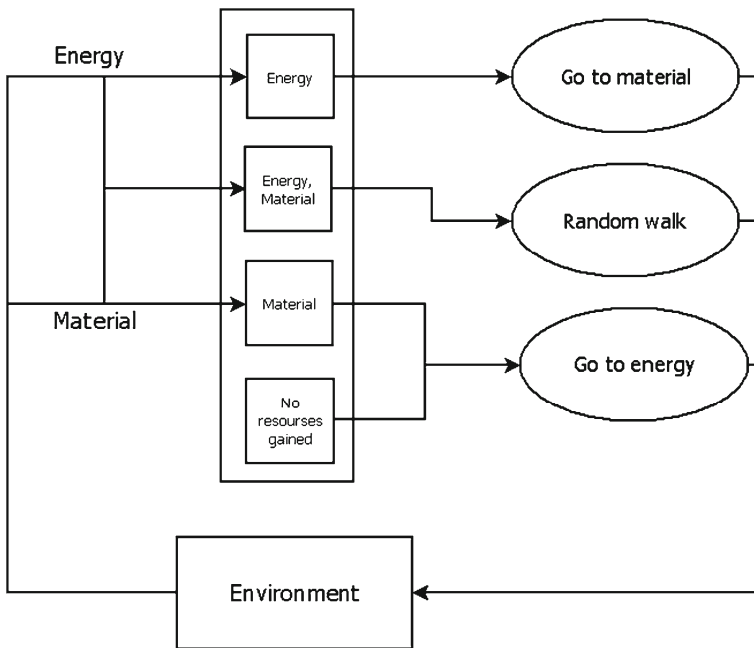 Energy
Energy
Go to material
Energy,
Material
Random walk
Material
Material
Go to energy
No
resourses
gained
Environment